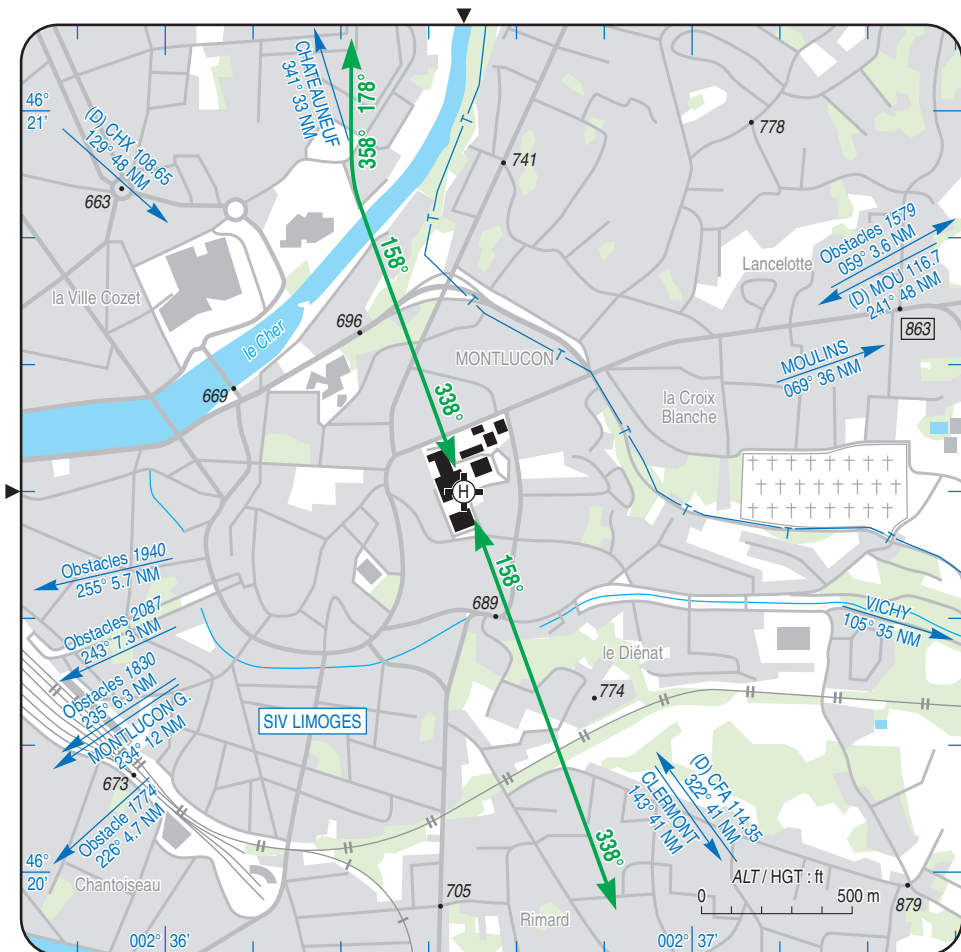 46°
21'
(D) CHX 108.65
129° 48 NM
663
CHATEAUNEUF
341° 33 NM
358° 178°
741
778
158°
la Ville Cozet
le Cher
696
669
MONTLUCON
338°
Lancelotte
Obstacles 1579
059° 3.6 NM
(D) MOU 116.7
241° 48 NM
863
MOULINS
069° 36 NM
la Croix
Blanche
H
T
T
T
T
T
T
T
Obstacles 1940
255° 5.7 NM
158°
689
Obstacles 2087
243° 7.3 NM
Obstacles 1830
235° 6.3 NM
MONTLUCON G.
234° 12 NM
673
Obstacle 1774
226° 4.7 NM
SIV LIMOGES
le Diénat
774
VICHY
105° 35 NM
(D) CFA 114.35
322° 41 NM
CLERMONT
143° 41 NM
338°
46°
20'
Chantoiseau
705
Rimard
ALT / HGT : ft
0 500 m
879
002° 36'
002° 37'